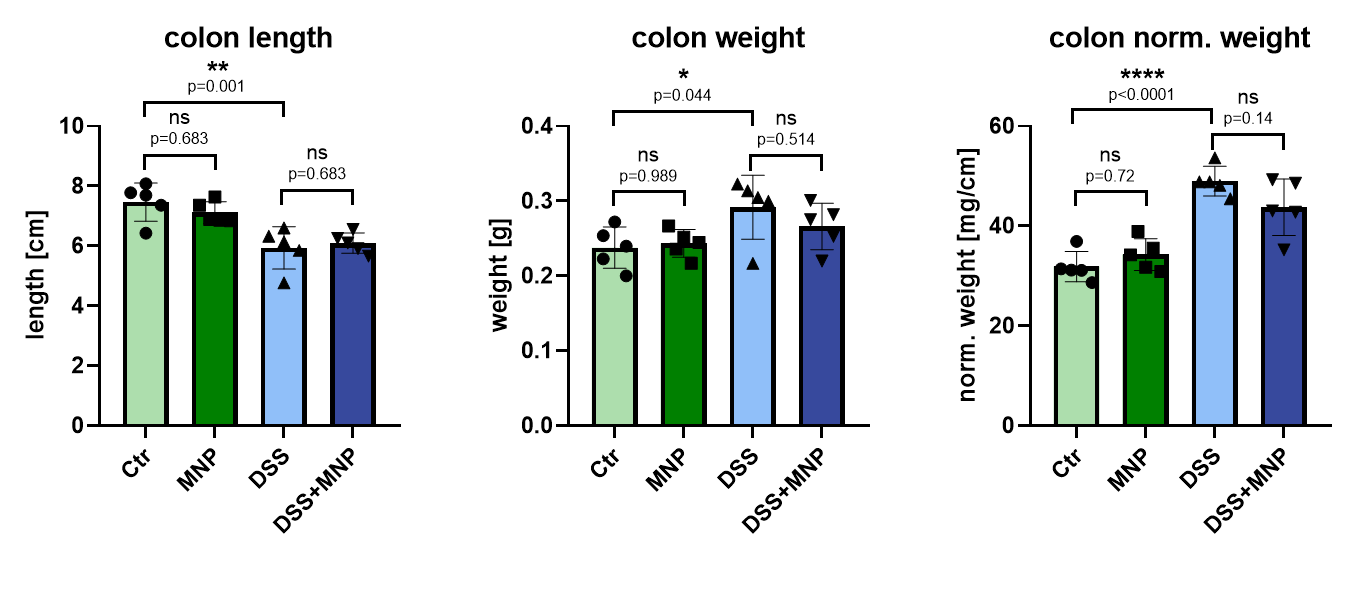 colon length
**
p=0.001
ns
p=0.683
ns
p=0.683
length [cm]
10
8
6
4
2
0
Ctr
MNP
DSS
DSS+MNP
colon weight
*
p=0.044
ns
p=0.514
ns
p=0.989
weight [g]
0.4
0.3
0.2
0.1
0.0
Ctr
MNP
DSS
DSS+MNP
colon norm. weight
****
p<0.0001
ns
p=0.14
ns
p=0.72
norm. weight [mg/cm]
60
40
20
0
Ctr
MNP
DSS
DSS+MNP